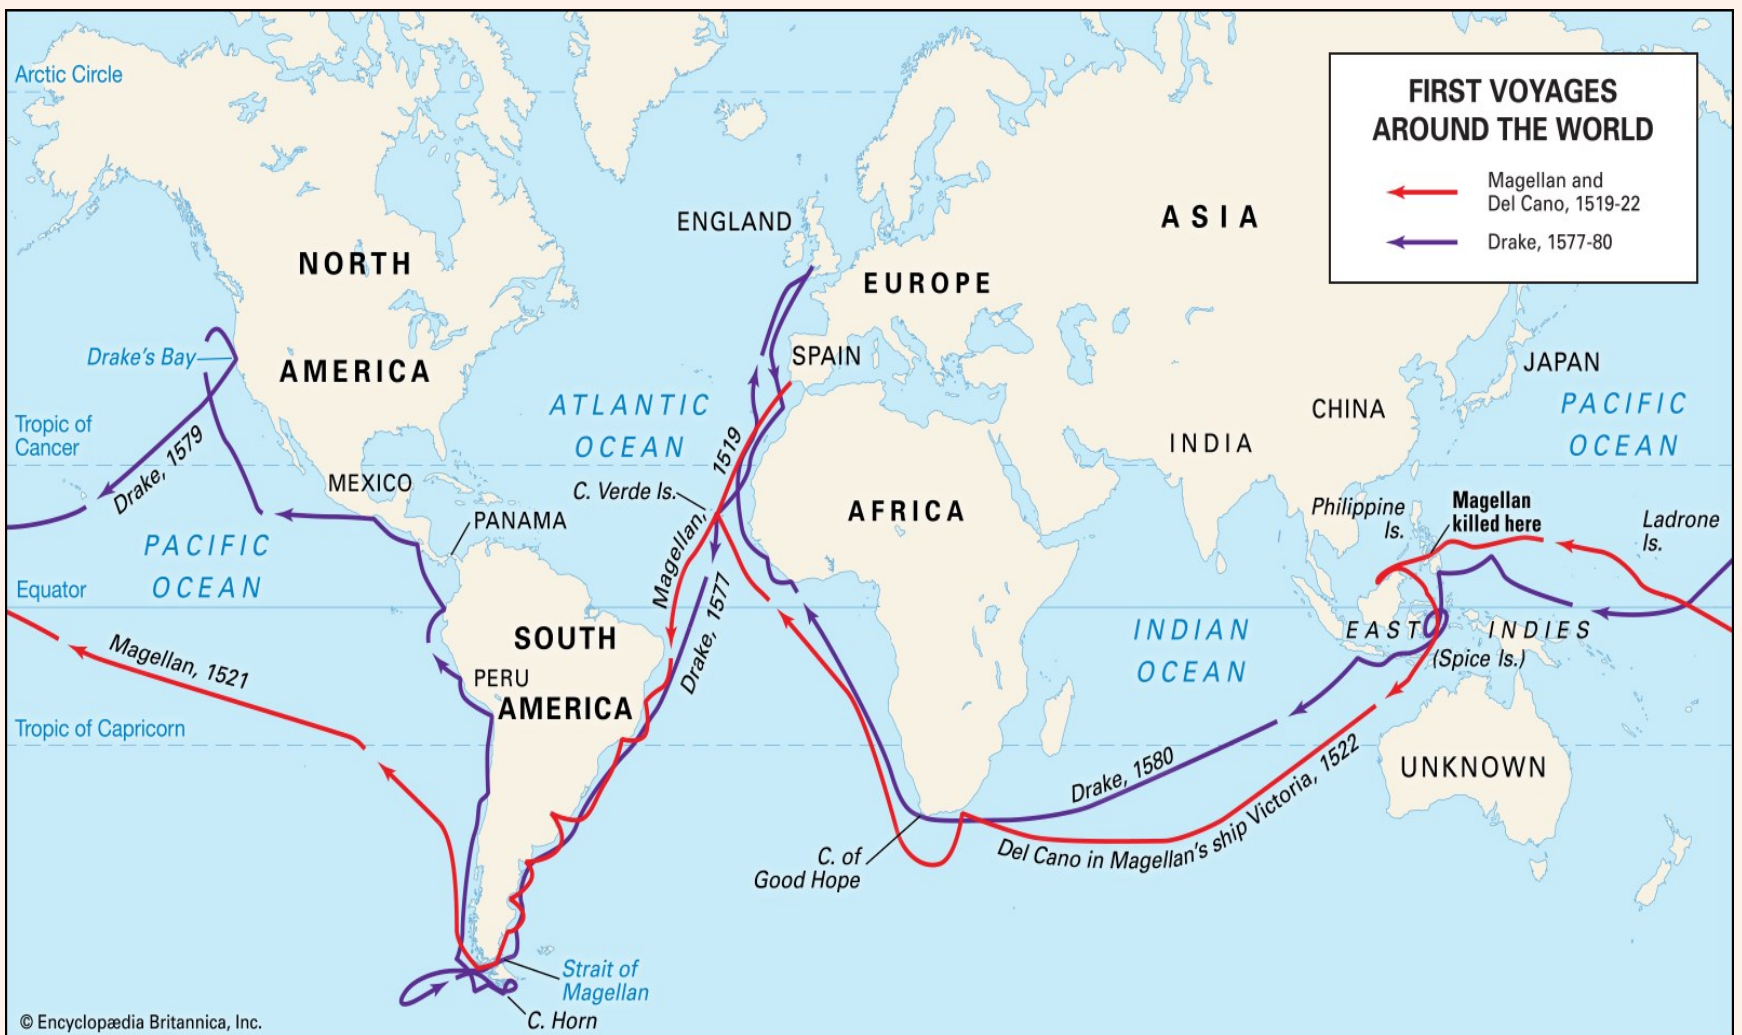 FIRST VOYAGES
AROUND THE WORLD
Magellan and
Del Cano, 1519-22
Drake, 1577-80
Arctic Circle
ENGLAND
ASIA
NORTH
AMERICA
EUROPE
Drake's Bay
SPAIN
JAPAN
ATLANTIC
OCEAN
CHINA
PACIFIC
OCEAN
Tropic of
Cancer
INDIA
Drake, 1579
MEXICO
Magellan, 1519
C. Verde Is.
PANAMA
AFRICA
Philippine
Is.
Magellan
killed here
Ladrone
Is.
PACIFIC
OCEAN
Equator
Drake, 1577
SOUTH
AMERICA
INDIAN
OCEAN
EAST INDIES
(Spice Is.)
Magellan, 1521
PERU
Tropic of Capricorn
UNKNOWN
Drake, 1580
Del Cano in Magellan's ship Victoria, 1522
C. of
Good Hope
Strait of
Magellan
C. Horn
© Encyclopædia Britannica, Inc.